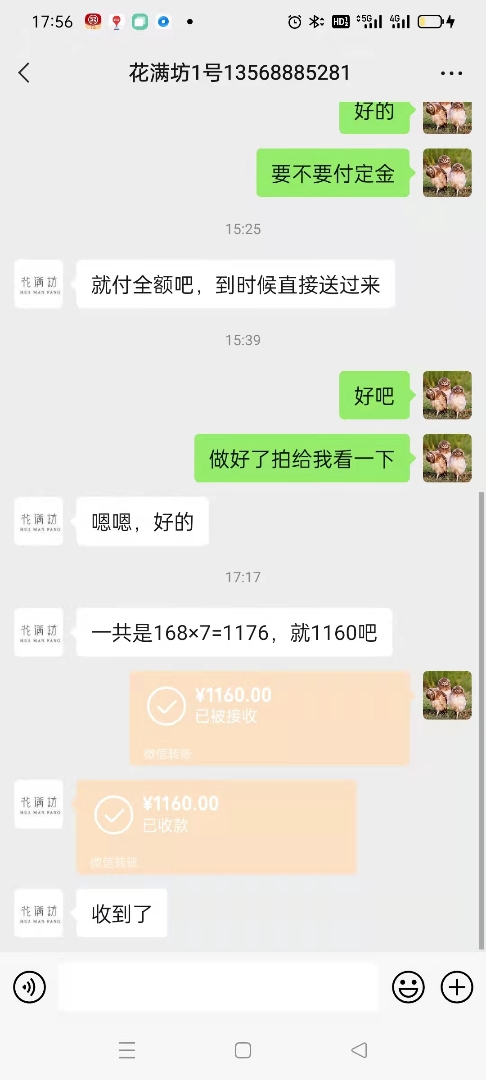 17:56
HD2
5G
4G
花满坊1号13568885281
好的
要不要付定金
15:25
花满坊
HUA MAN FANG
就付全额吧，到时候直接送过来
15:39
好吧
做好了拍给我看一下
花满坊
HUA MAN FANG
嗯嗯，好的
17:17
花满坊
HUA MAN FANG
一共是168×7=1176，就1160吧
¥1160.00
已被接收
微信转账
花满坊
HUA MAN FANG
¥1160.00
已收款
微信转账
花满坊
HUA MAN FANG
收到了